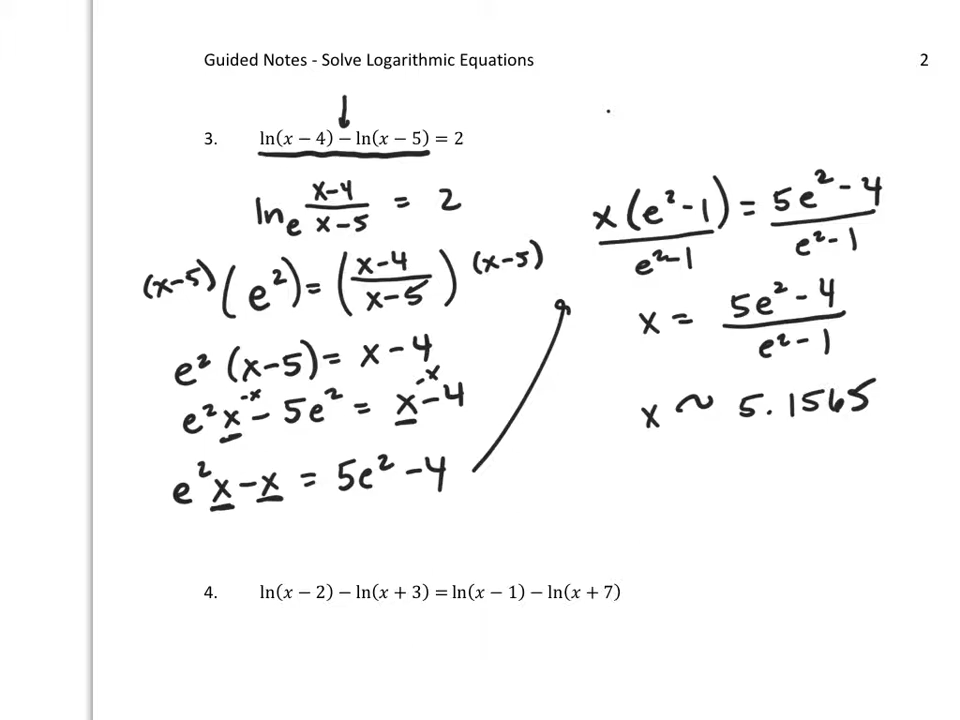 Guided Notes - Solve Logarithmic Equations 2
3. ln(x − 4) − ln(x − 5) = 2
ln_e (x-4)/(x-5) = 2
(x-5)(e²) = ((x-4)/(x-5))(x-5)
e²(x-5) = x-4
-x -x
e²x - 5e² = x-4
e²x - x = 5e² - 4
x(e²-1)/(e²-1) = (5e²-4)/(e²-1)
x = (5e²-4)/(e²-1)
x ~ 5.1565
4. ln(x − 2) − ln(x + 3) = ln(x − 1) − ln(x + 7)